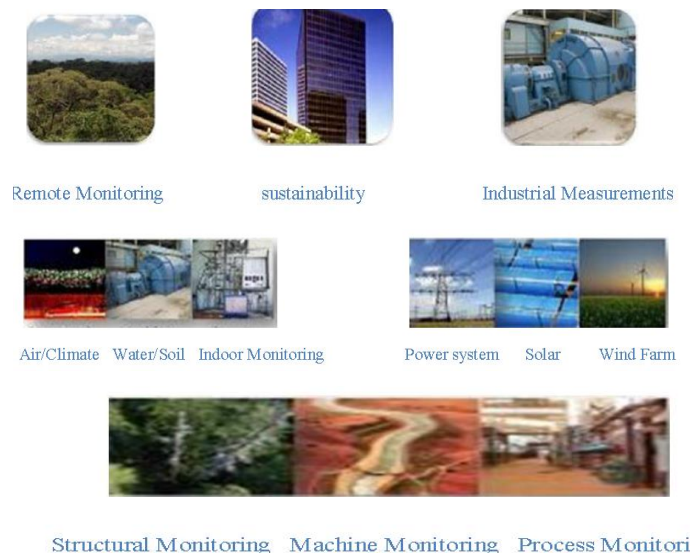 Remote Monitoring sustainability Industrial Measurements
Air/Climate Water/Soil Indoor Monitoring Power system Solar Wind Farm
Structural Monitoring Machine Monitoring Process Monitori